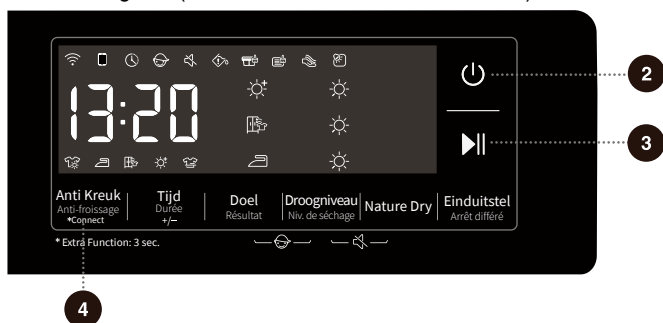 13:20
2
3
Anti Kreuk
Anti-froissage
*Connect
Tijd
Durée
+/−
Doel
Résultat
Droogniveau
Niv. de séchage
Nature Dry
Einduitstel
Arrêt différé
* Extra Function: 3 sec.
4